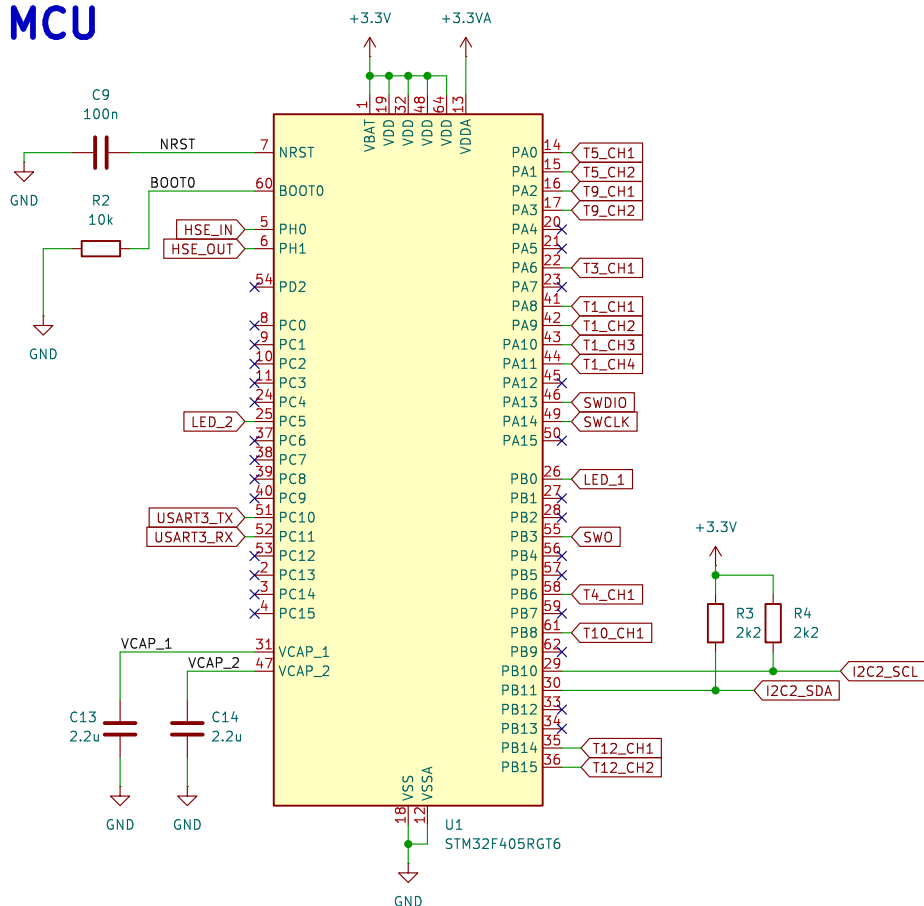 MCU
+3.3V
+3.3VA
1
19
32
48
64
13
VBAT
VDD
VDD
VDD
VDD
VDDA
C9
100n
NRST
7
NRST
GND
BOOT0
60
BOOT0
R2
10k
GND
HSE_IN
5
PH0
HSE_OUT
6
PH1
54
PD2
8
PC0
9
PC1
10
PC2
11
PC3
24
PC4
LED_2
25
PC5
37
PC6
38
PC7
39
PC8
40
PC9
USART3_TX
51
PC10
USART3_RX
52
PC11
53
PC12
2
PC13
3
PC14
4
PC15
VCAP_1
31
VCAP_1
VCAP_2
47
VCAP_2
C13
2.2u
C14
2.2u
GND
GND
PA0
14
T5_CH1
PA1
15
T5_CH2
PA2
16
T9_CH1
PA3
17
T9_CH2
PA4
20
PA5
21
PA6
22
T3_CH1
PA7
23
PA8
41
T1_CH1
PA9
42
T1_CH2
PA10
43
T1_CH3
PA11
44
T1_CH4
PA12
45
PA13
46
SWDIO
PA14
49
SWCLK
PA15
50
PB0
26
LED_1
PB1
27
PB2
28
PB3
55
SWO
PB4
56
PB5
57
PB6
58
T4_CH1
PB7
59
PB8
61
T10_CH1
PB9
62
PB10
29
I2C2_SCL
PB11
30
I2C2_SDA
PB12
33
PB13
34
PB14
35
T12_CH1
PB15
36
T12_CH2
+3.3V
R3
2k2
R4
2k2
VSS
VSSA
18
12
U1
STM32F405RGT6
GND